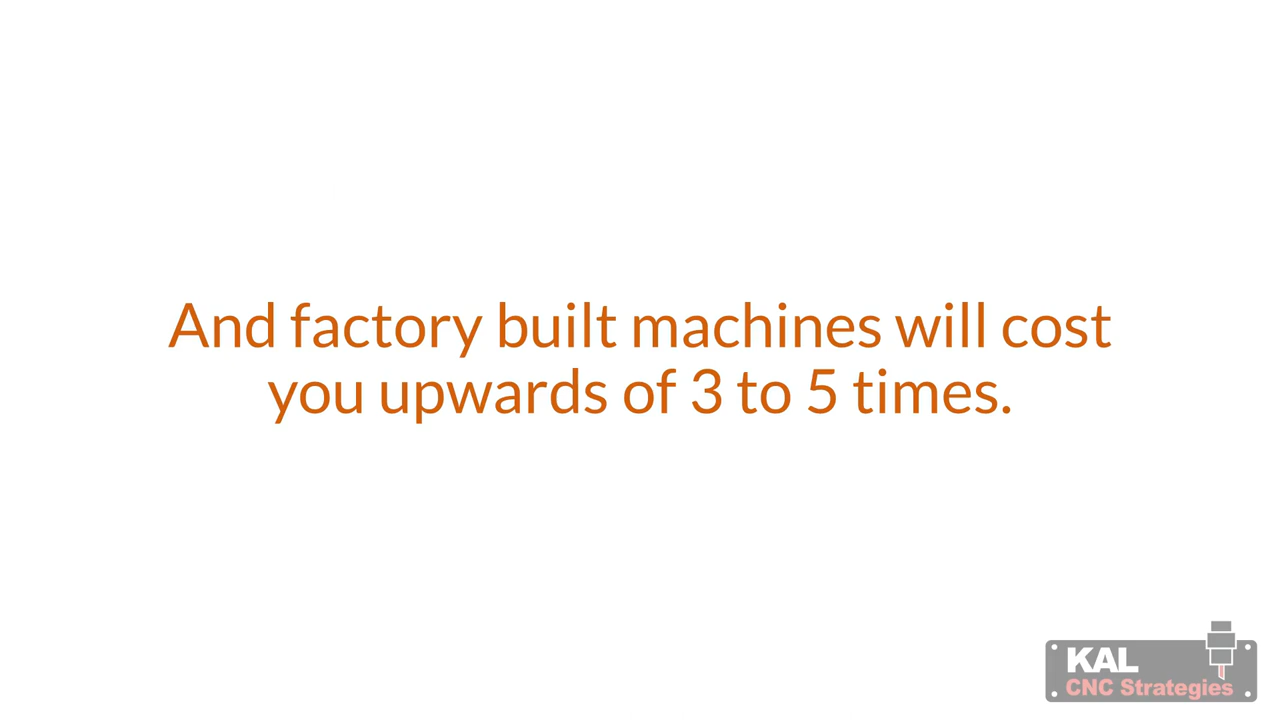 And factory built machines will cost
you upwards of 3 to 5 times.
KAL
CNC Strategies